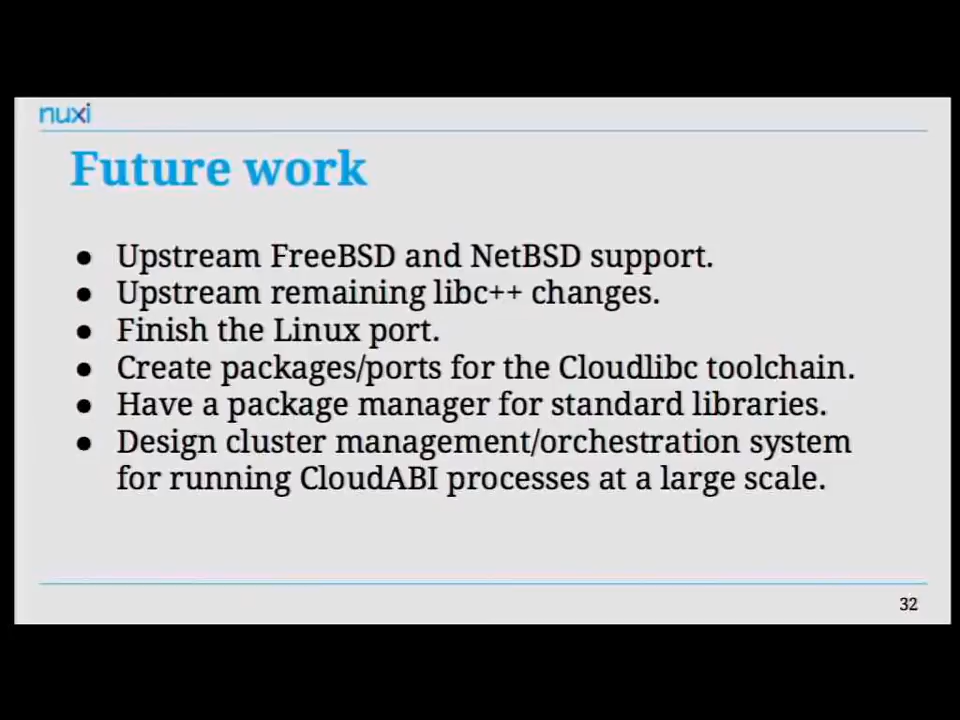 nuxi
Future work
● Upstream FreeBSD and NetBSD support.
● Upstream remaining libc++ changes.
● Finish the Linux port.
● Create packages/ports for the Cloudlibc toolchain.
● Have a package manager for standard libraries.
● Design cluster management/orchestration system
for running CloudABI processes at a large scale.
32